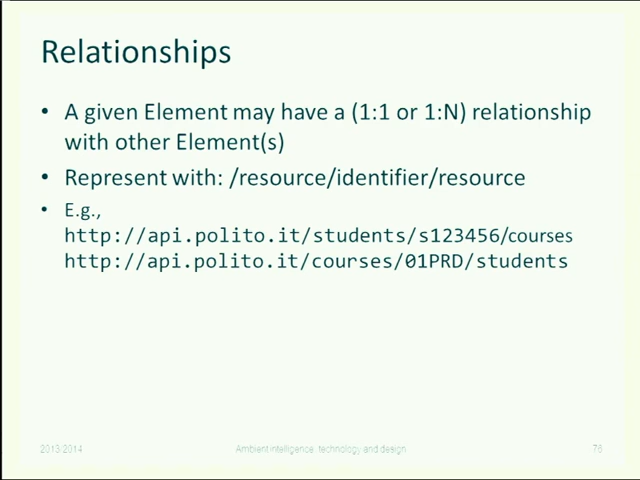 Relationships
• A given Element may have a (1:1 or 1:N) relationship
with other Element(s)
• Represent with: /resource/identifier/resource
• E.g.,
http://api.polito.it/students/s123456/courses
http://api.polito.it/courses/01PRD/students
2013/2014
Ambient intelligence: technology and design
76